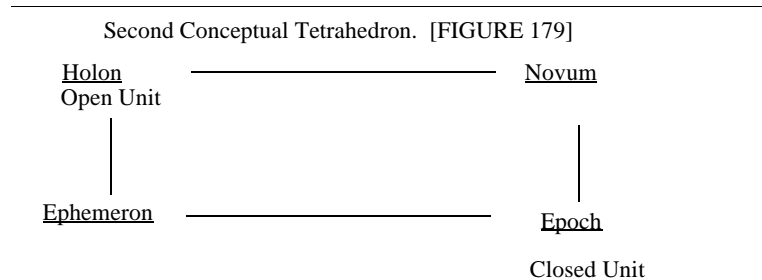 Second Conceptual Tetrahedron. [FIGURE 179]
Holon Novum
Open Unit
Ephemeron Epoch
Closed Unit